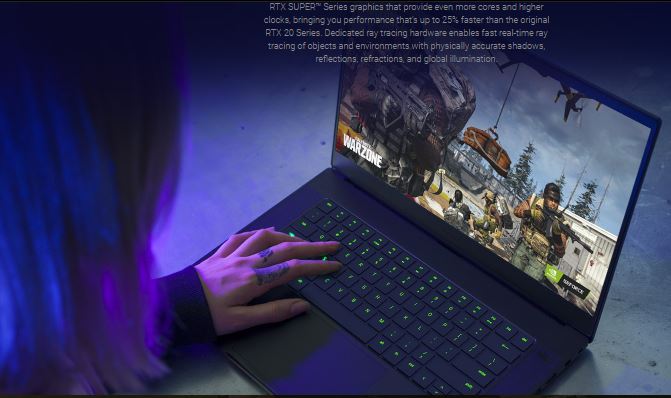 RTX SUPER™ Series graphics that provide even more cores and higher
clocks, bringing you performance that's up to 25% faster than the original
RTX 20 Series. Dedicated ray tracing hardware enables fast real-time ray
tracing of objects and environments with physically accurate shadows,
reflections, refractions, and global illumination.
WARZONE
GEFORCE